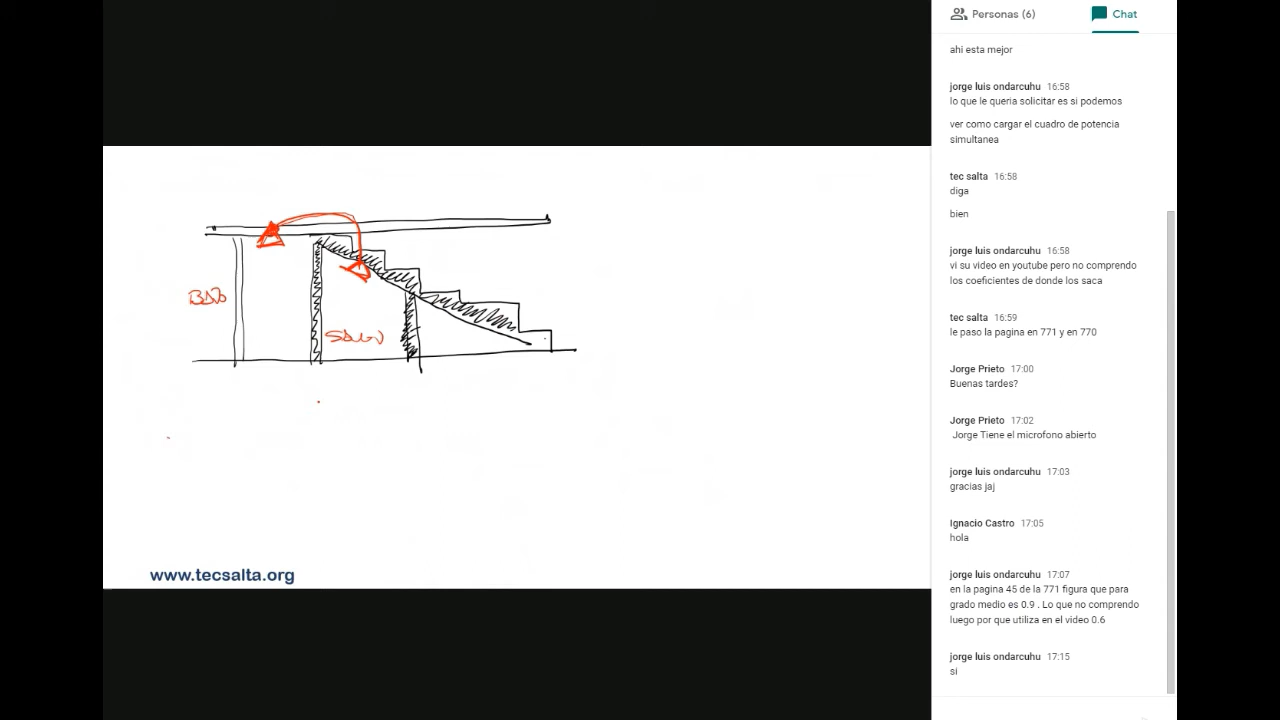 Personas (6)
Chat
ahi esta mejor
jorge luis ondarcuhu 16:58
lo que le queria solicitar es si podemos
ver como cargar el cuadro de potencia
simultanea
tec salta 16:58
diga
bien
jorge luis ondarcuhu 16:58
vi su video en youtube pero no comprendo
los coeficientes de donde los saca
tec salta 16:59
le paso la pagina en 771 y en 770
Jorge Prieto 17:00
Buenas tardes?
Jorge Prieto 17:02
Jorge Tiene el microfono abierto
jorge luis ondarcuhu 17:03
gracias jaj
Ignacio Castro 17:05
hola
jorge luis ondarcuhu 17:07
en la pagina 45 de la 771 figura que para
grado medio es 0.9 . Lo que no comprendo
luego por que utiliza en el video 0.6
jorge luis ondarcuhu 17:15
si
www.tecsalta.org